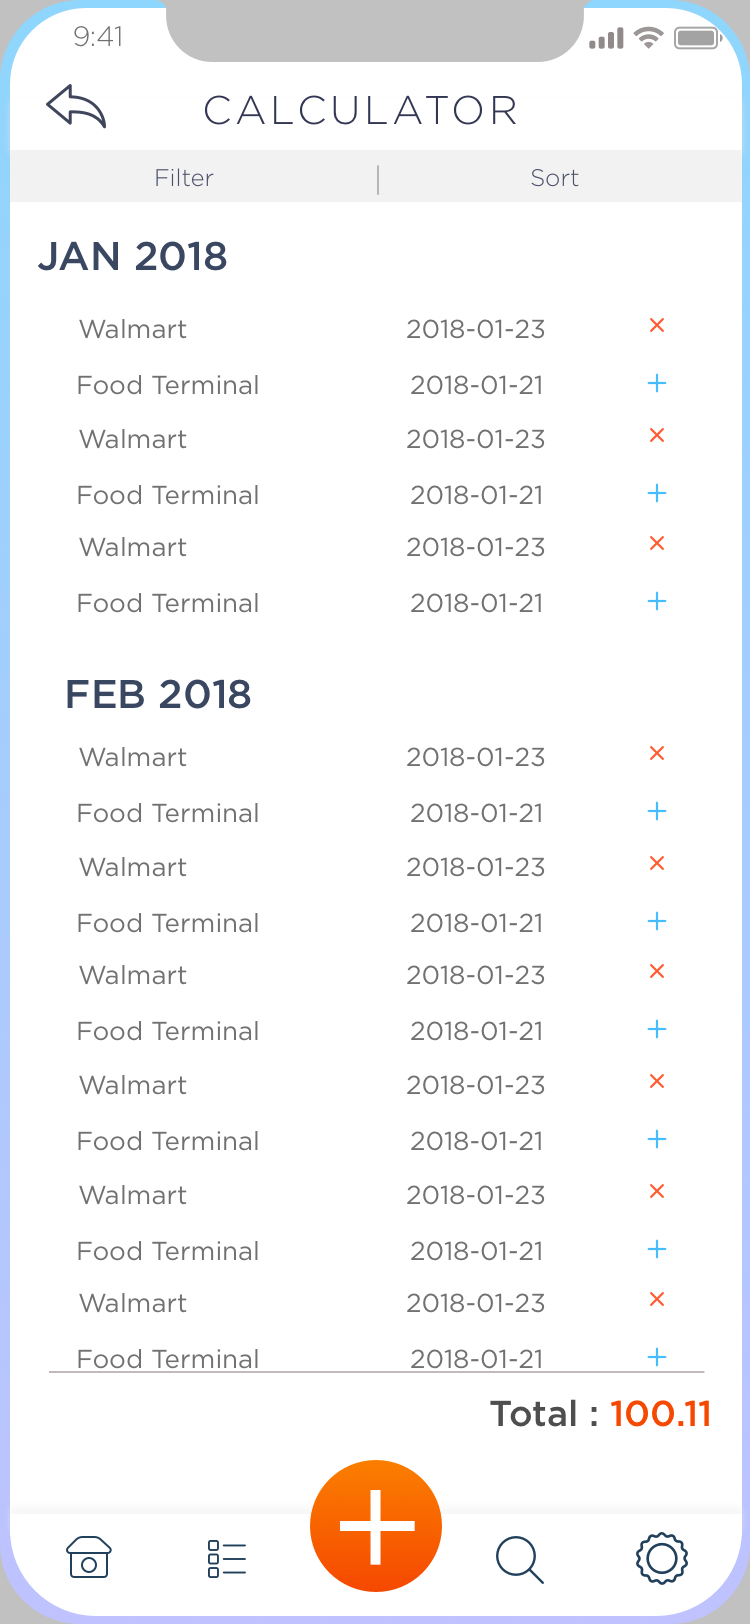 9:41
CALCULATOR
Filter | Sort
JAN 2018
Walmart 2018-01-23 ×
Food Terminal 2018-01-21 +
Walmart 2018-01-23 ×
Food Terminal 2018-01-21 +
Walmart 2018-01-23 ×
Food Terminal 2018-01-21 +
FEB 2018
Walmart 2018-01-23 ×
Food Terminal 2018-01-21 +
Walmart 2018-01-23 ×
Food Terminal 2018-01-21 +
Walmart 2018-01-23 ×
Food Terminal 2018-01-21 +
Walmart 2018-01-23 ×
Food Terminal 2018-01-21 +
Walmart 2018-01-23 ×
Food Terminal 2018-01-21 +
Walmart 2018-01-23 ×
Food Terminal 2018-01-21 +
Total : 100.11